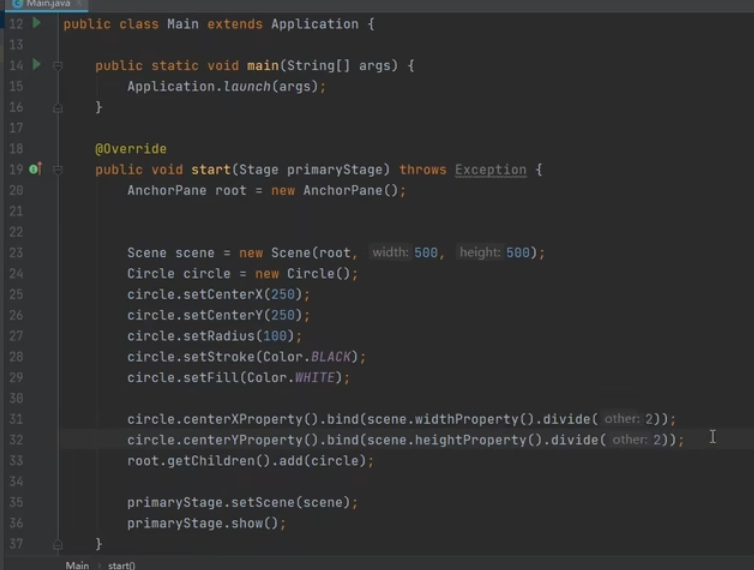 Main.java
12 public class Main extends Application {
13
14 public static void main(String[] args) {
15 Application.launch(args);
16 }
17
18 @Override
19 public void start(Stage primaryStage) throws Exception {
20 AnchorPane root = new AnchorPane();
21
22
23 Scene scene = new Scene(root, width: 500, height: 500);
24 Circle circle = new Circle();
25 circle.setCenterX(250);
26 circle.setCenterY(250);
27 circle.setRadius(100);
28 circle.setStroke(Color.BLACK);
29 circle.setFill(Color.WHITE);
30
31 circle.centerXProperty().bind(scene.widthProperty().divide( other: 2));
32 circle.centerYProperty().bind(scene.heightProperty().divide( other: 2));
33 root.getChildren().add(circle);
34
35 primaryStage.setScene(scene);
36 primaryStage.show();
37 }
Main › start()